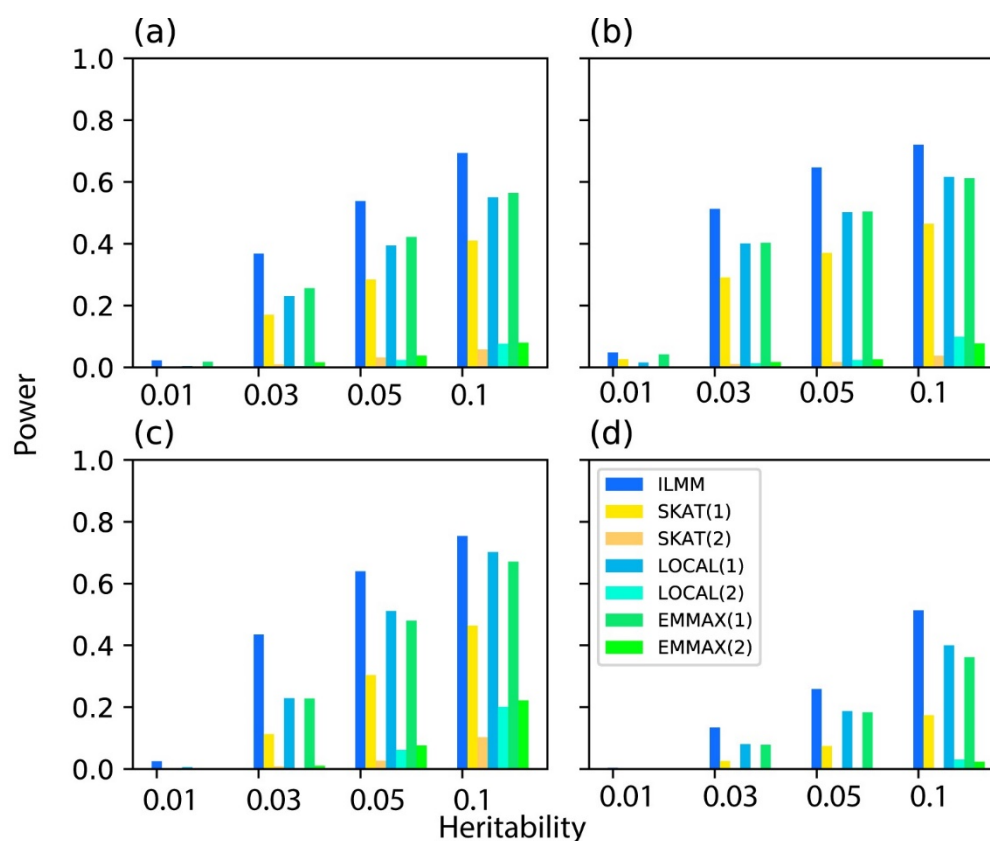 (a) (b)
1.0
0.8
0.6
0.4
0.2
0.0
0.01 0.03 0.05 0.1 0.01 0.03 0.05 0.1
Power
(c) (d)
1.0
0.8
0.6
0.4
0.2
0.0
ILMM
SKAT(1)
SKAT(2)
LOCAL(1)
LOCAL(2)
EMMAX(1)
EMMAX(2)
0.01 0.03 0.05 0.1 0.01 0.03 0.05 0.1
Heritability